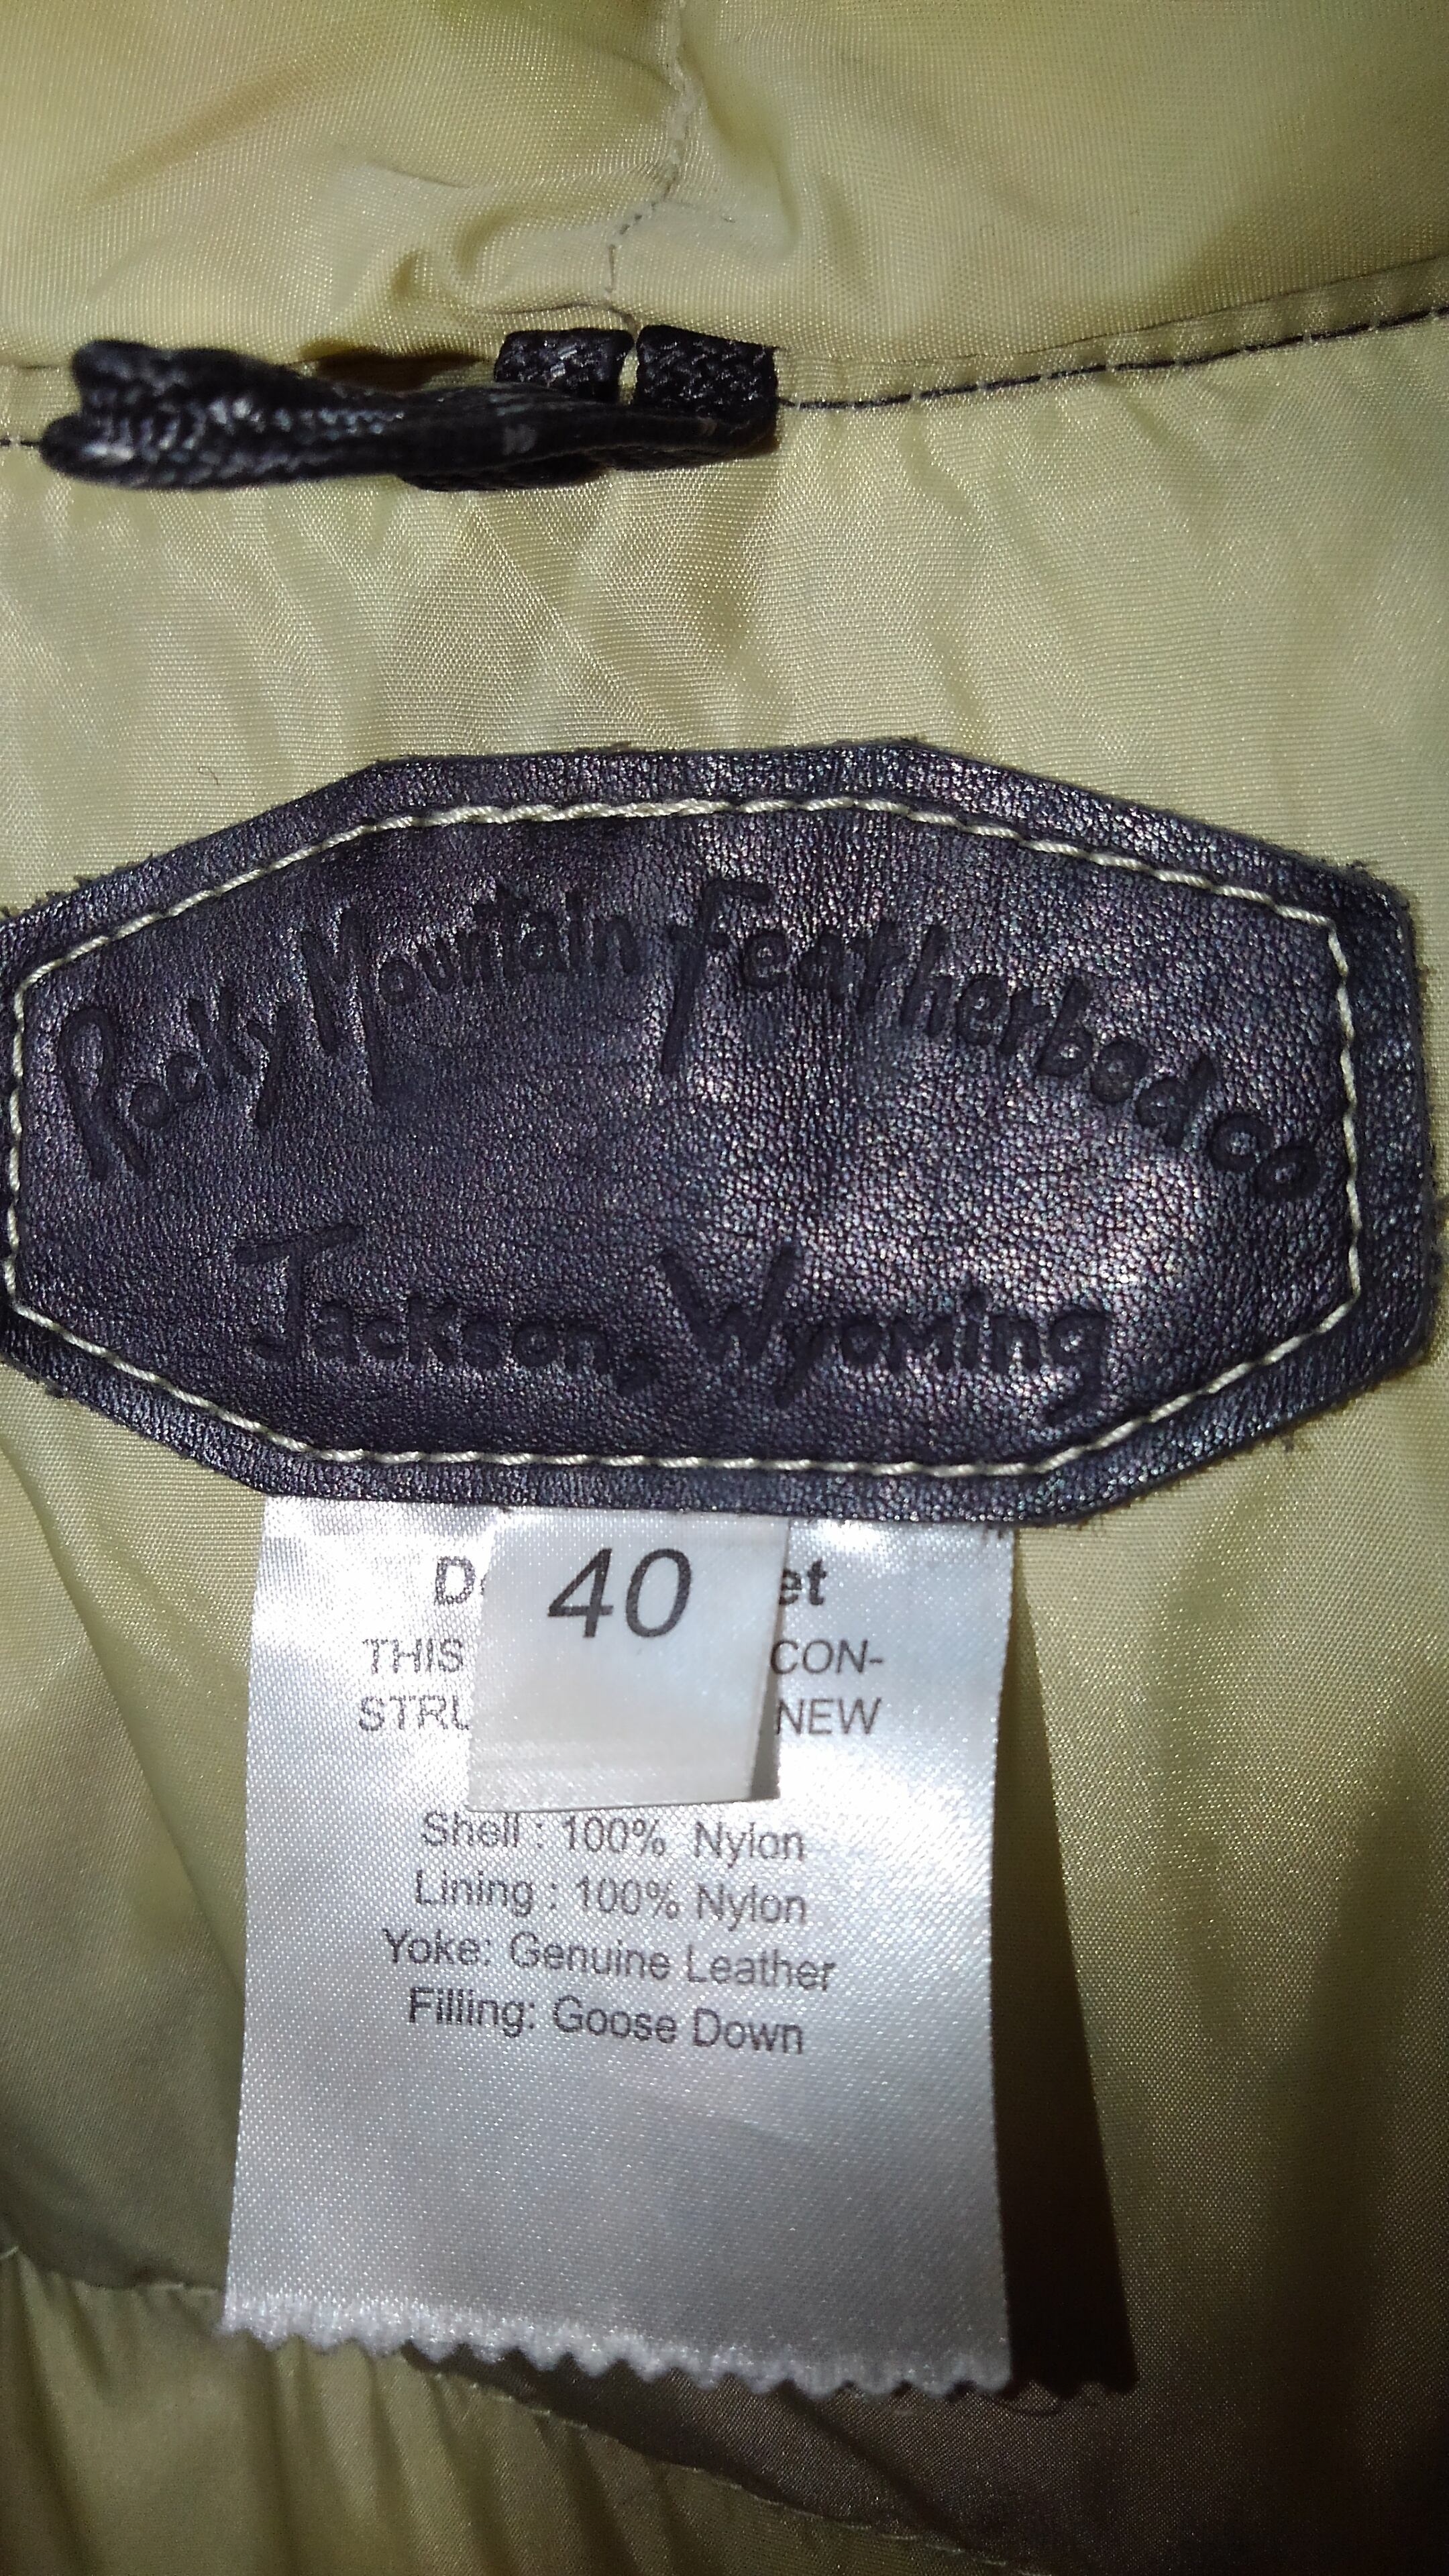 Rocky Mountain Featherbed co
Jackson, Wyoming
40
et
THIS CON-
STRU NEW
Shell : 100% Nylon
Lining : 100% Nylon
Yoke: Genuine Leather
Filling: Goose Down